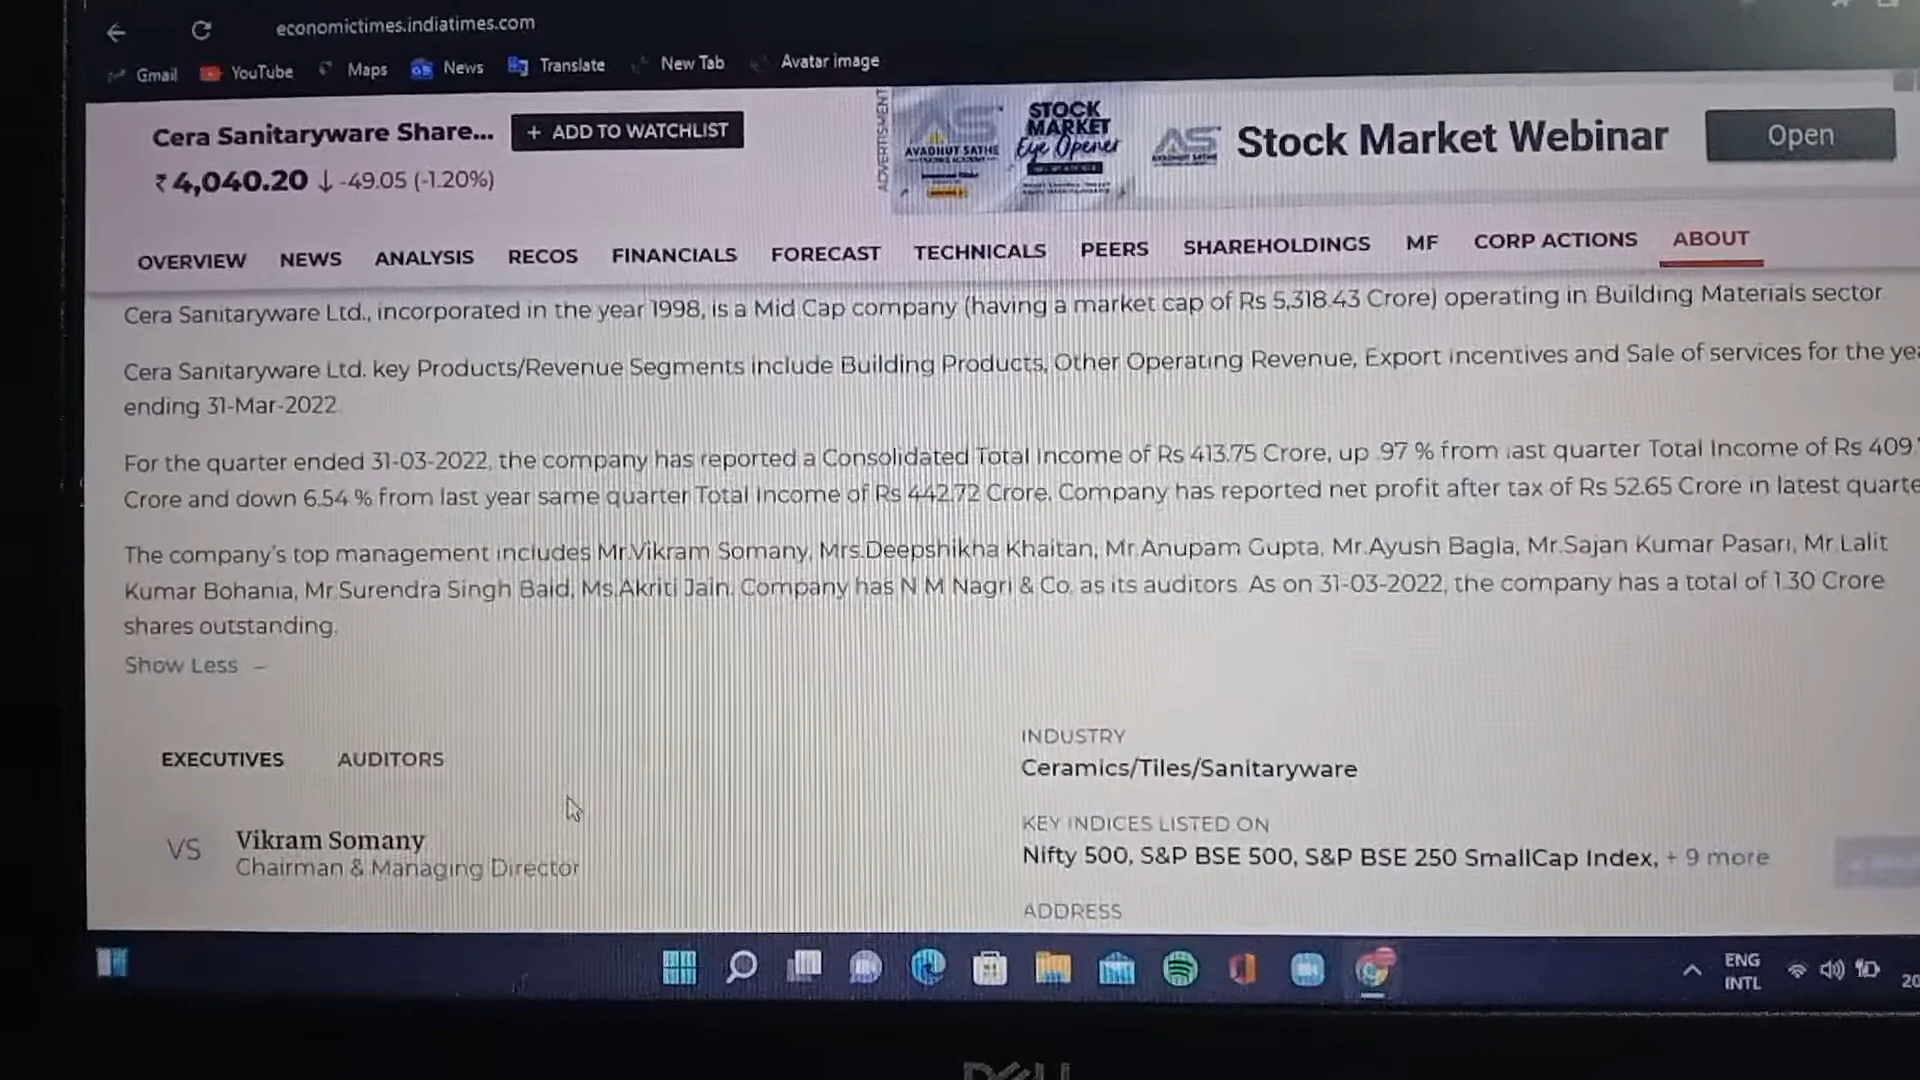 economictimes.indiatimes.com
Gmail YouTube Maps News Translate New Tab Avatar image
Cera Sanitaryware Share... + ADD TO WATCHLIST
₹4,040.20 ↓ -49.05 (-1.20%)
ADVERTISMENT
AS
AVADHUT SATHE
STOCK
MARKET
Eye Opener
AS
AVADHUT SATHE
Stock Market Webinar
Open
OVERVIEW NEWS ANALYSIS RECOS FINANCIALS FORECAST TECHNICALS PEERS SHAREHOLDINGS MF CORP ACTIONS ABOUT
Cera Sanitaryware Ltd., incorporated in the year 1998, is a Mid Cap company (having a market cap of Rs 5,318.43 Crore) operating in Building Materials sector
Cera Sanitaryware Ltd. key Products/Revenue Segments include Building Products, Other Operating Revenue, Export incentives and Sale of services for the yea
ending 31-Mar-2022
For the quarter ended 31-03-2022, the company has reported a Consolidated Total Income of Rs 413.75 Crore, up .97 % from last quarter Total Income of Rs 409.
Crore and down 6.54 % from last year same quarter Total Income of Rs 442.72 Crore. Company has reported net profit after tax of Rs 52.65 Crore in latest quarte
The company's top management includes Mr.Vikram Somany, Mrs.Deepshikha Khaitan, Mr.Anupam Gupta, Mr.Ayush Bagla, Mr.Sajan Kumar Pasari, Mr.Lalit
Kumar Bohania, Mr.Surendra Singh Baid, Ms.Akriti Jain. Company has N M Nagri & Co. as its auditors. As on 31-03-2022, the company has a total of 1.30 Crore
shares outstanding.
Show Less –
EXECUTIVES AUDITORS
VS
Vikram Somany
Chairman & Managing Director
INDUSTRY
Ceramics/Tiles/Sanitaryware
KEY INDICES LISTED ON
Nifty 500, S&P BSE 500, S&P BSE 250 SmallCap Index, + 9 more
ADDRESS
ENG
INTL
20
DELL